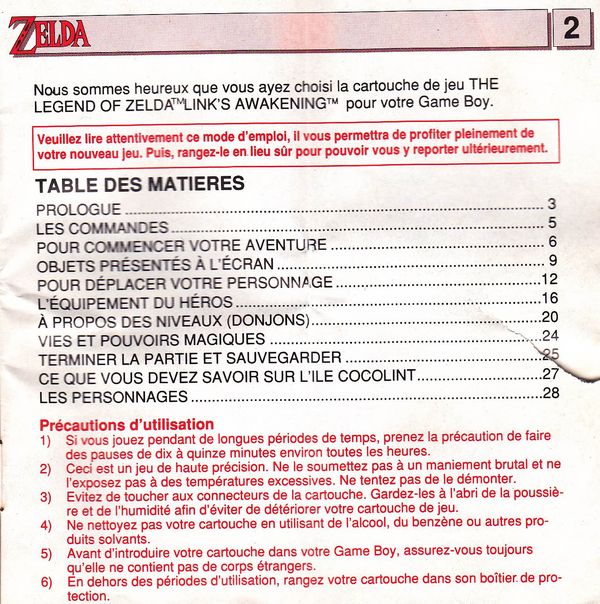 ZELDA
2
Nous sommes heureux que vous ayez choisi la cartouche de jeu THE
LEGEND OF ZELDA™LINK'S AWAKENING™ pour votre Game Boy.
Veuillez lire attentivement ce mode d'emploi, il vous permettra de profiter pleinement de
votre nouveau jeu. Puis, rangez-le en lieu sûr pour pouvoir vous y reporter ultérieurement.
TABLE DES MATIERES
PROLOGUE ........ 3
LES COMMANDES ........ 5
POUR COMMENCER VOTRE AVENTURE ........ 6
OBJETS PRÉSENTÉS À L'ÉCRAN ........ 9
POUR DÉPLACER VOTRE PERSONNAGE ........ 12
L'ÉQUIPEMENT DU HÉROS ........ 16
À PROPOS DES NIVEAUX (DONJONS) ........ 20
VIES ET POUVOIRS MAGIQUES ........ 24
TERMINER LA PARTIE ET SAUVEGARDER ........ 25
CE QUE VOUS DEVEZ SAVOIR SUR L'ILE COCOLINT ........ 27
LES PERSONNAGES ........ 28
Précautions d'utilisation
1) Si vous jouez pendant de longues périodes de temps, prenez la précaution de faire
des pauses de dix à quinze minutes environ toutes les heures.
2) Ceci est un jeu de haute précision. Ne le soumettez pas à un maniement brutal et ne
l'exposez pas à des températures excessives. Ne tentez pas de le démonter.
3) Evitez de toucher aux connecteurs de la cartouche. Gardez-les à l'abri de la poussiè-
re et de l'humidité afin d'éviter de détériorer votre cartouche de jeu.
4) Ne nettoyez pas votre cartouche en utilisant de l'alcool, du benzène ou autres pro-
duits solvants.
5) Avant d'introduire votre cartouche dans votre Game Boy, assurez-vous toujours
qu'elle ne contient pas de corps étrangers.
6) En dehors des périodes d'utilisation, rangez votre cartouche dans son boîtier de pro-
tection.